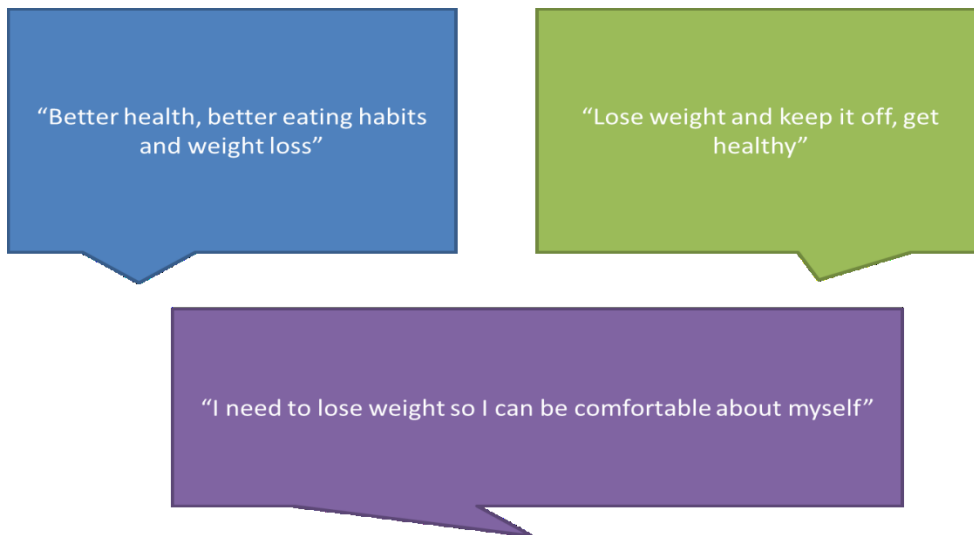 “Better health, better eating habits
and weight loss”
“Lose weight and keep it off, get
healthy”
“I need to lose weight so I can be comfortable about myself”